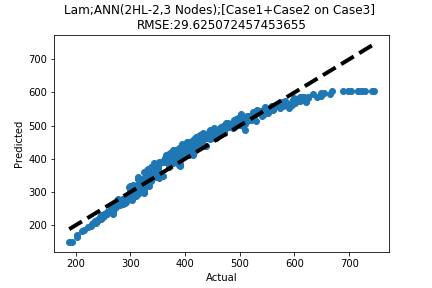 Lam;ANN(2HL-2,3 Nodes);[Case1+Case2 on Case3]
RMSE:29.625072457453655
700
600
500
400
300
200
Predicted
200 300 400 500 600 700
Actual